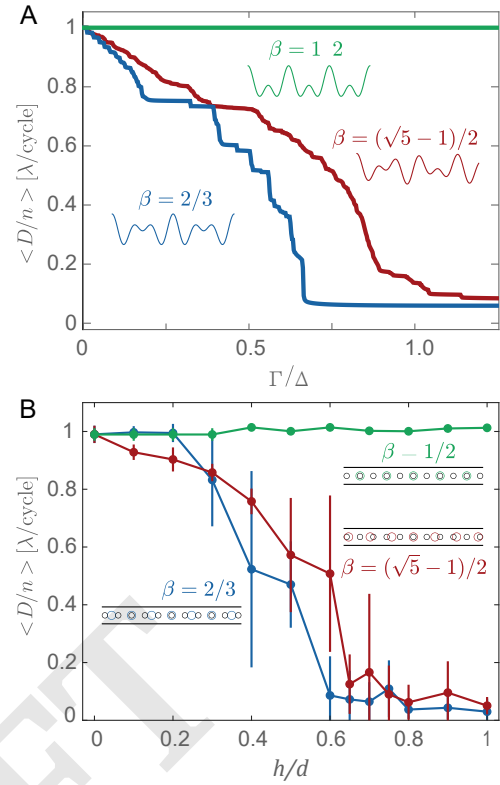 A
< D/n > [λ/cycle]
1
0.8
0.6
0.4
0.2
0
β = 1 2
β = (√5 − 1)/2
β = 2/3
0 0.5 1.0
Γ/Δ
B
< D/n > [λ/cycle]
1
0.8
0.6
0.4
0.2
0
β − 1/2
β = (√5 − 1)/2
β = 2/3
0 0.2 0.4 0.6 0.8 1
h/d